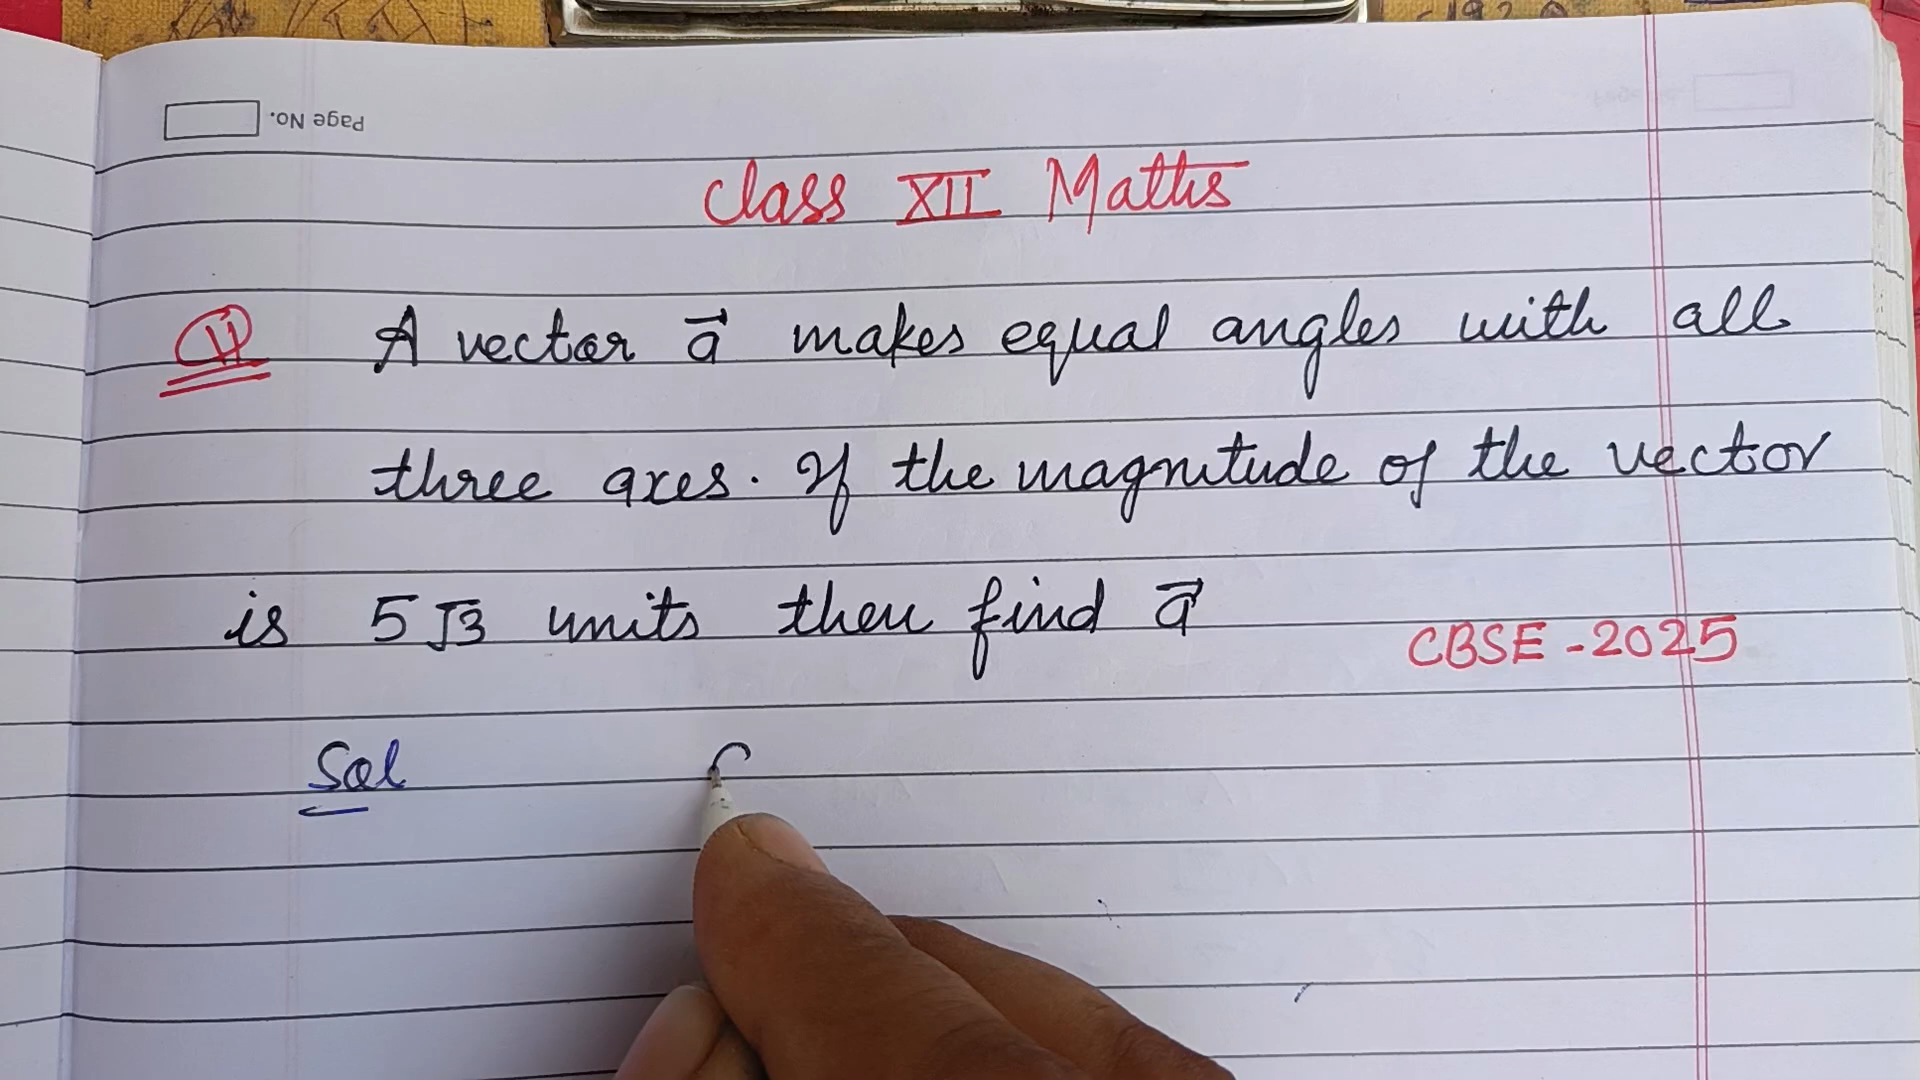 Page No.
Class XII Maths
A vector a⃗ makes equal angles with all
three axes. If the magnitude of the vector
is 5√3 units then find a⃗
CBSE - 2025
Sol